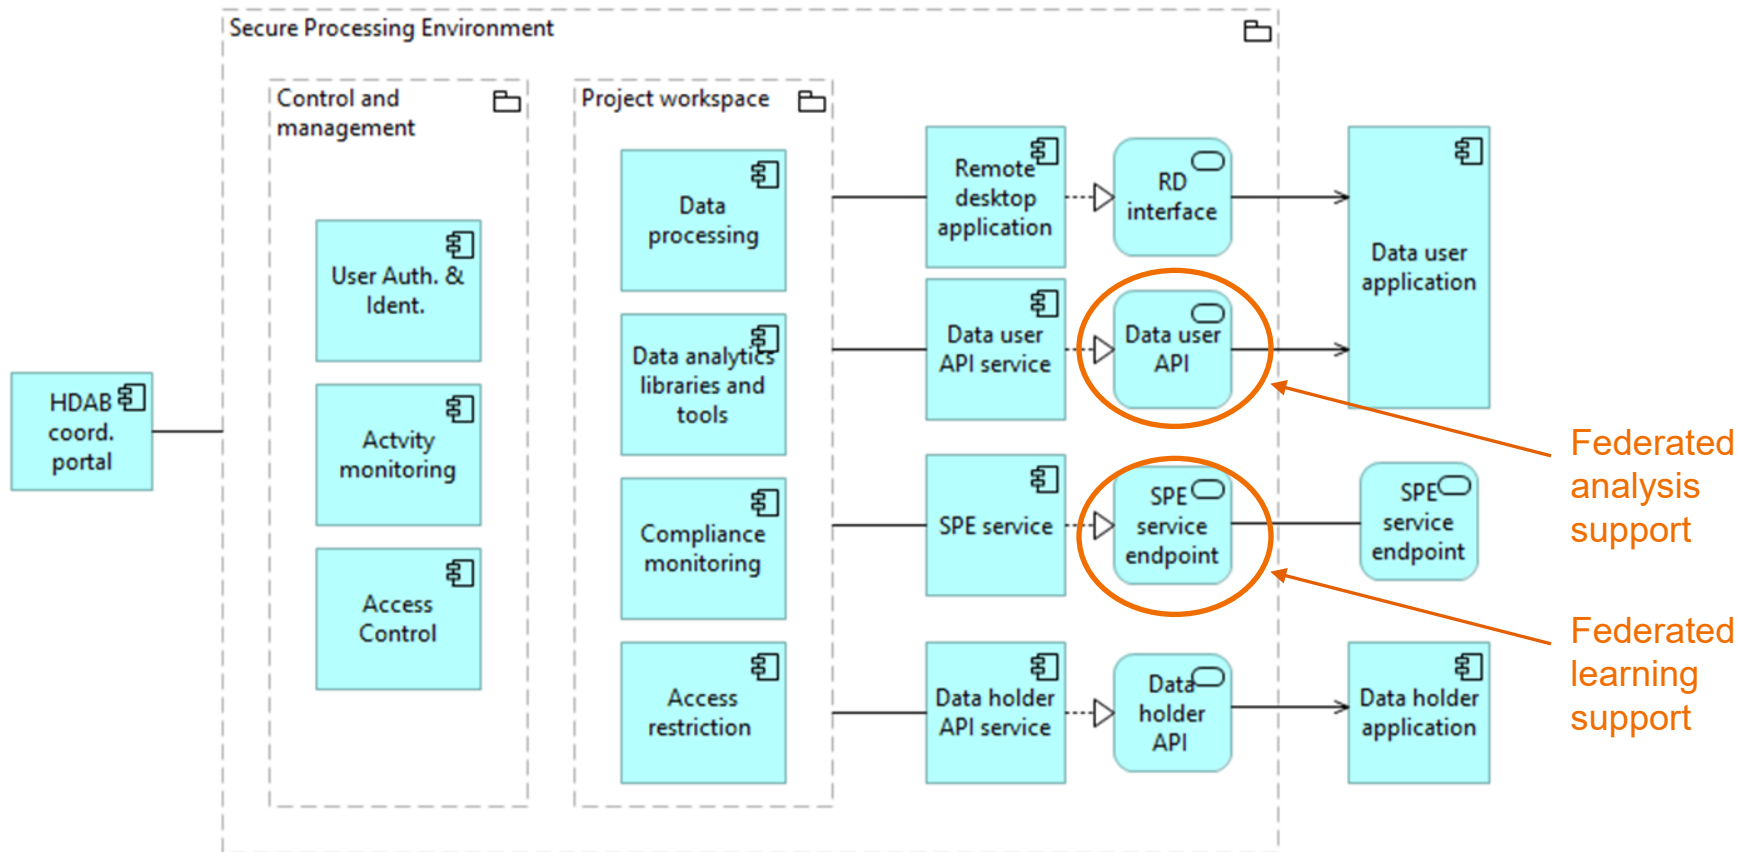 Secure Processing Environment
Control and
management
User Auth. &
Ident.
Actvity
monitoring
Access
Control
HDAB
coord.
portal
Project workspace
Data
processing
Data analytics
libraries and
tools
Compliance
monitoring
Access
restriction
Remote
desktop
application
RD
interface
Data user
API service
Data user
API
Data user
application
SPE service
SPE
service
endpoint
SPE
service
endpoint
Data holder
API service
Data
holder
API
Data holder
application
Federated
analysis
support
Federated
learning
support